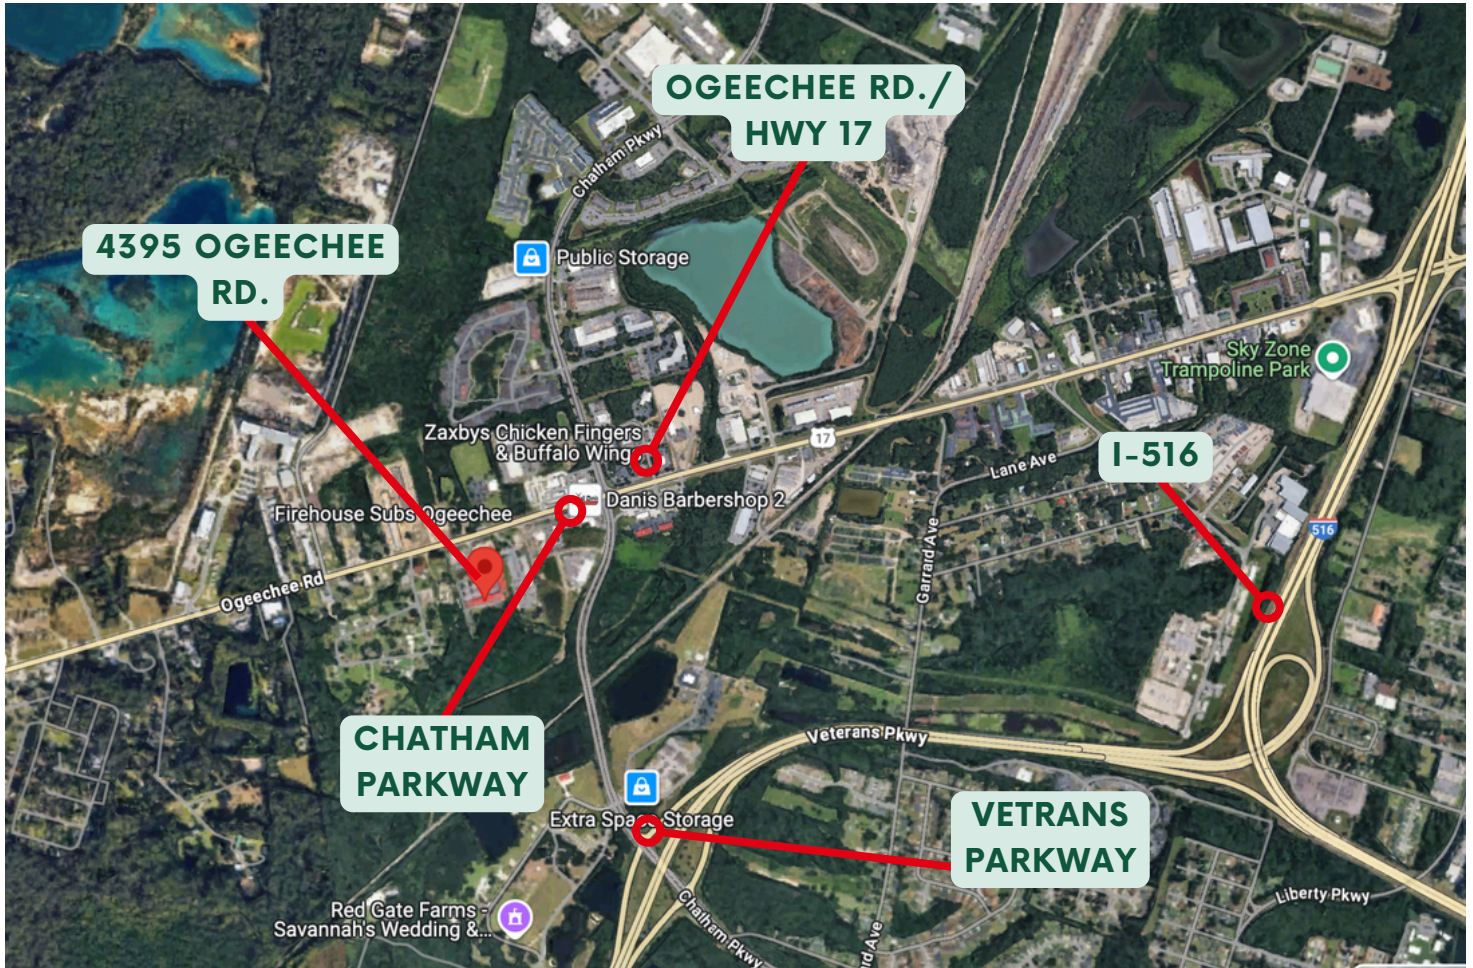 OGEECHEE RD./
HWY 17
Chatham Pkwy
4395 OGEECHEE
RD.
Public Storage
Sky Zone
Trampoline Park
Zaxbys Chicken Fingers
& Buffalo Wings
17
I-516
Lane Ave
Danis Barbershop 2
Firehouse Subs Ogeechee
516
Garrard Ave
Ogeechee Rd
CHATHAM
PARKWAY
Veterans Pkwy
Extra Space Storage
VETRANS
PARKWAY
Chatham Pkwy
Liberty Pkwy
Red Gate Farms -
Savannah's Wedding &...
rd Ave